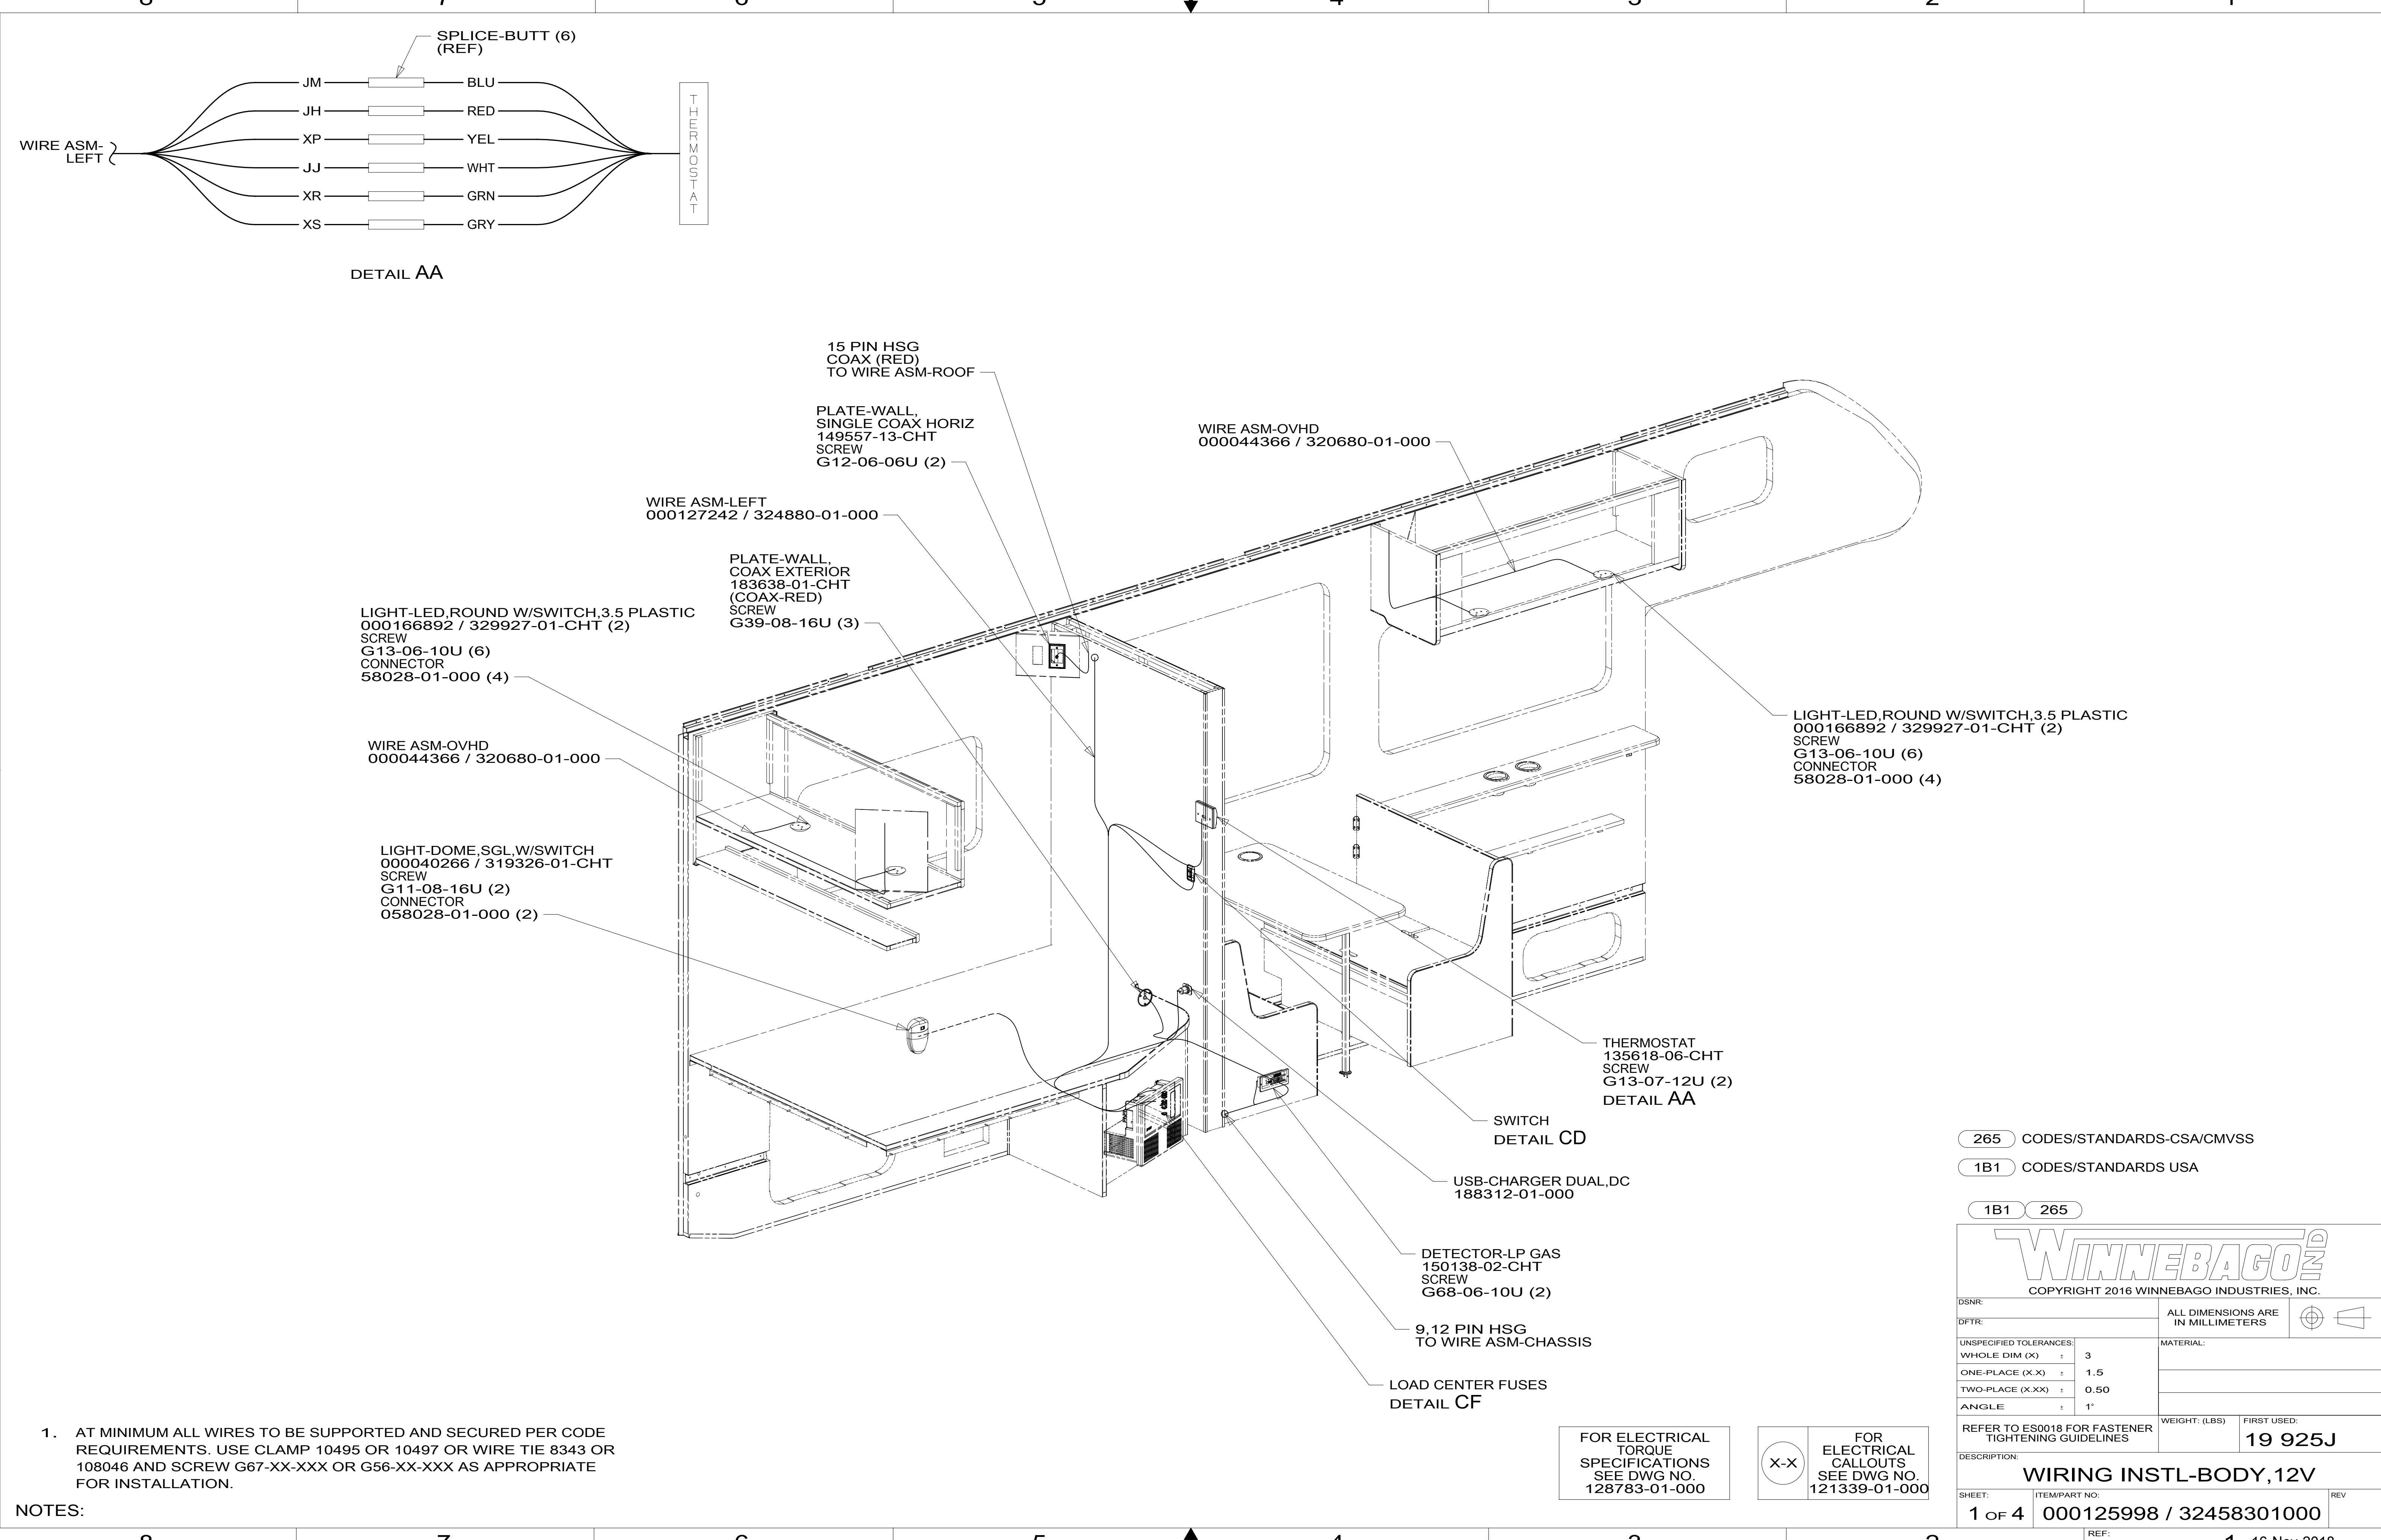 SPLICE-BUTT (6)
(REF)
JM
BLU
JH
RED
XP
YEL
WIRE ASM-
LEFT
JJ
WHT
XR
GRN
XS
GRY
THERMOSTAT
DETAIL AA
15 PIN HSG
COAX (RED)
TO WIRE ASM-ROOF
PLATE-WALL,
SINGLE COAX HORIZ
149557-13-CHT
SCREW
G12-06-06U (2)
WIRE ASM-OVHD
000044366 / 320680-01-000
WIRE ASM-LEFT
000127242 / 324880-01-000
PLATE-WALL,
COAX EXTERIOR
183638-01-CHT
(COAX-RED)
SCREW
G39-08-16U (3)
LIGHT-LED,ROUND W/SWITCH,3.5 PLASTIC
000166892 / 329927-01-CHT (2)
SCREW
G13-06-10U (6)
CONNECTOR
58028-01-000 (4)
LIGHT-LED,ROUND W/SWITCH,3.5 PLASTIC
000166892 / 329927-01-CHT (2)
SCREW
G13-06-10U (6)
CONNECTOR
58028-01-000 (4)
WIRE ASM-OVHD
000044366 / 320680-01-000
LIGHT-DOME,SGL,W/SWITCH
000040266 / 319326-01-CHT
SCREW
G11-08-16U (2)
CONNECTOR
058028-01-000 (2)
THERMOSTAT
135618-06-CHT
SCREW
G13-07-12U (2)
DETAIL AA
SWITCH
DETAIL CD
USB-CHARGER DUAL,DC
188312-01-000
DETECTOR-LP GAS
150138-02-CHT
SCREW
G68-06-10U (2)
9,12 PIN HSG
TO WIRE ASM-CHASSIS
LOAD CENTER FUSES
DETAIL CF
265 CODES/STANDARDS-CSA/CMVSS
1B1 CODES/STANDARDS USA
1B1 265
WINNEBAGO IND
COPYRIGHT 2016 WINNEBAGO INDUSTRIES, INC.
DSNR:
DFTR:
ALL DIMENSIONS ARE
IN MILLIMETERS
UNSPECIFIED TOLERANCES:
MATERIAL:
WHOLE DIM (X) ± 3
ONE-PLACE (X.X) ± 1.5
TWO-PLACE (X.XX) ± 0.50
ANGLE ± 1°
REFER TO ES0018 FOR FASTENER
TIGHTENING GUIDELINES
WEIGHT: (LBS)
FIRST USED:
19 925J
DESCRIPTION:
WIRING INSTL-BODY,12V
SHEET:
1 OF 4
ITEM/PART NO:
000125998 / 32458301000
REV
REF:
1. AT MINIMUM ALL WIRES TO BE SUPPORTED AND SECURED PER CODE
REQUIREMENTS. USE CLAMP 10495 OR 10497 OR WIRE TIE 8343 OR
108046 AND SCREW G67-XX-XXX OR G56-XX-XXX AS APPROPRIATE
FOR INSTALLATION.
NOTES:
FOR ELECTRICAL
TORQUE
SPECIFICATIONS
SEE DWG NO.
128783-01-000
X-X
FOR
ELECTRICAL
CALLOUTS
SEE DWG NO.
121339-01-000